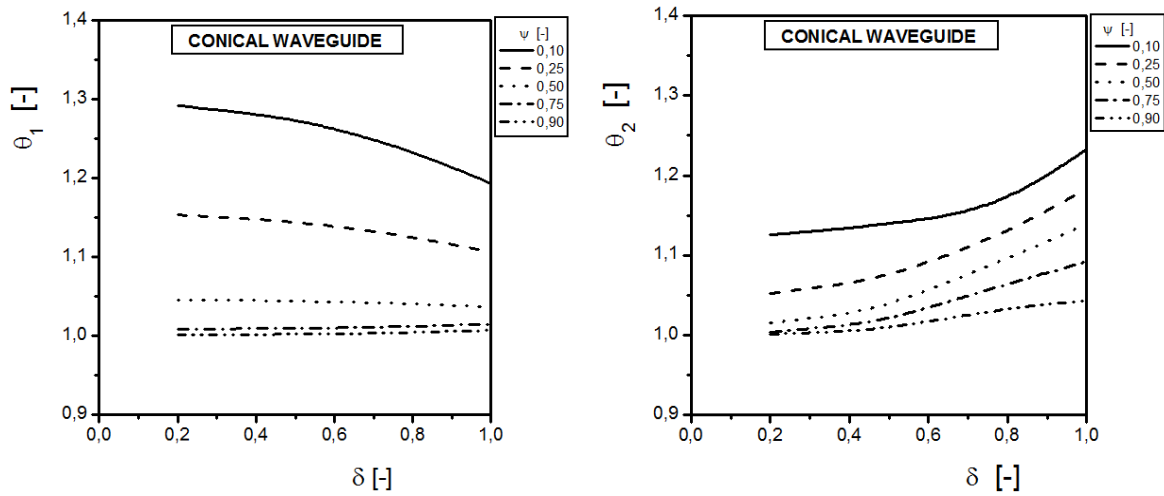 CONICAL WAVEGUIDE
ψ [-]
0,10
0,25
0,50
0,75
0,90
1,4
1,3
1,2
1,1
1,0
0,9
θ1 [-]
0,0 0,2 0,4 0,6 0,8 1,0
δ [-]
CONICAL WAVEGUIDE
ψ [-]
0,10
0,25
0,50
0,75
0,90
1,4
1,3
1,2
1,1
1,0
0,9
θ2 [-]
0,0 0,2 0,4 0,6 0,8 1,0
δ [-]